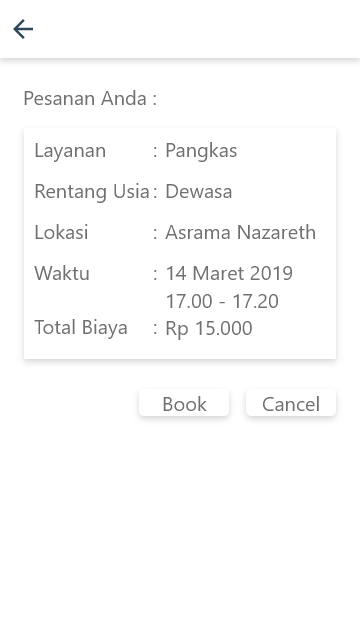 Pesanan Anda :
Layanan : Pangkas
Rentang Usia : Dewasa
Lokasi : Asrama Nazareth
Waktu : 14 Maret 2019
17.00 - 17.20
Total Biaya : Rp 15.000
Book Cancel